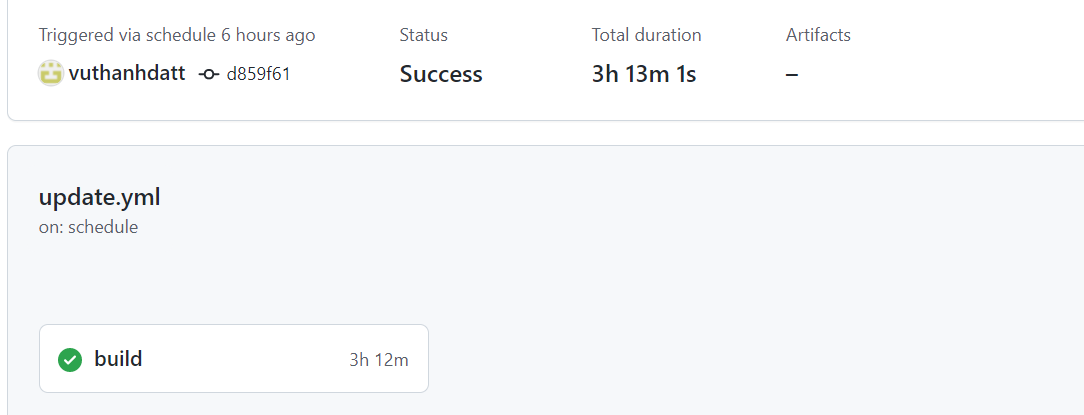 Triggered via schedule 6 hours ago
vuthanhdatt d859f61
Status
Success
Total duration
3h 13m 1s
Artifacts
–
update.yml
on: schedule
build 3h 12m